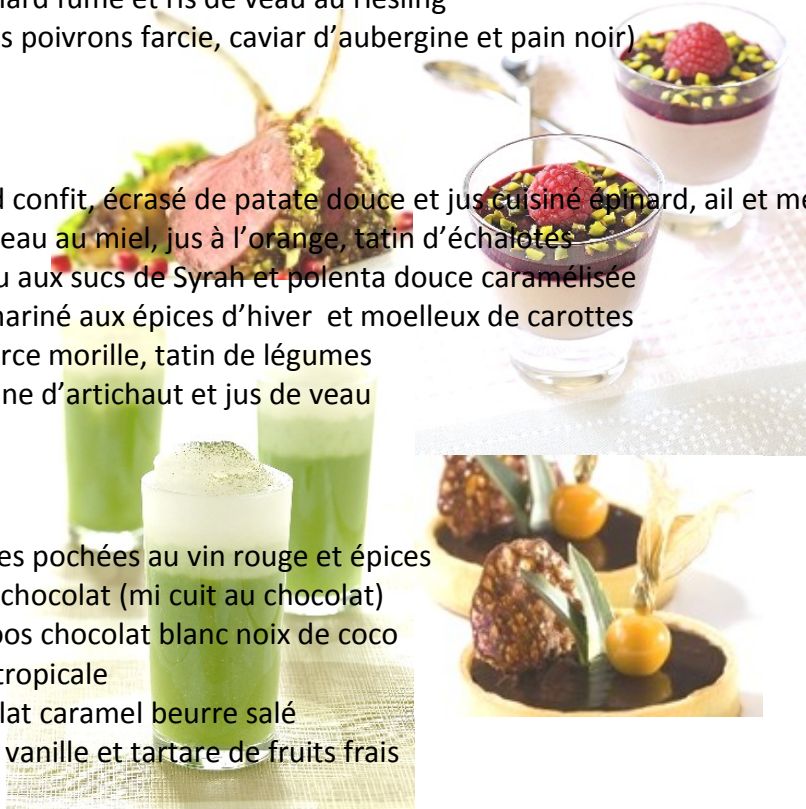 ard fumé et ris de veau au riesling
s poivrons farcie, caviar d’aubergine et pain noir)
confit, écrasé de patate douce et jus cuisiné épinard, ail et
eau au miel, jus à l’orange, tatin d’échalotes
aux sucs de Syrah et polenta douce caramélisée
ariné aux épices d’hiver et moelleux de carottes
rce morille, tatin de légumes
ne d’artichaut et jus de veau
es pochées au vin rouge et épices
chocolat (mi cuit au chocolat)
os chocolat blanc noix de coco
tropicale
lat caramel beurre salé
vanille et tartare de fruits frais